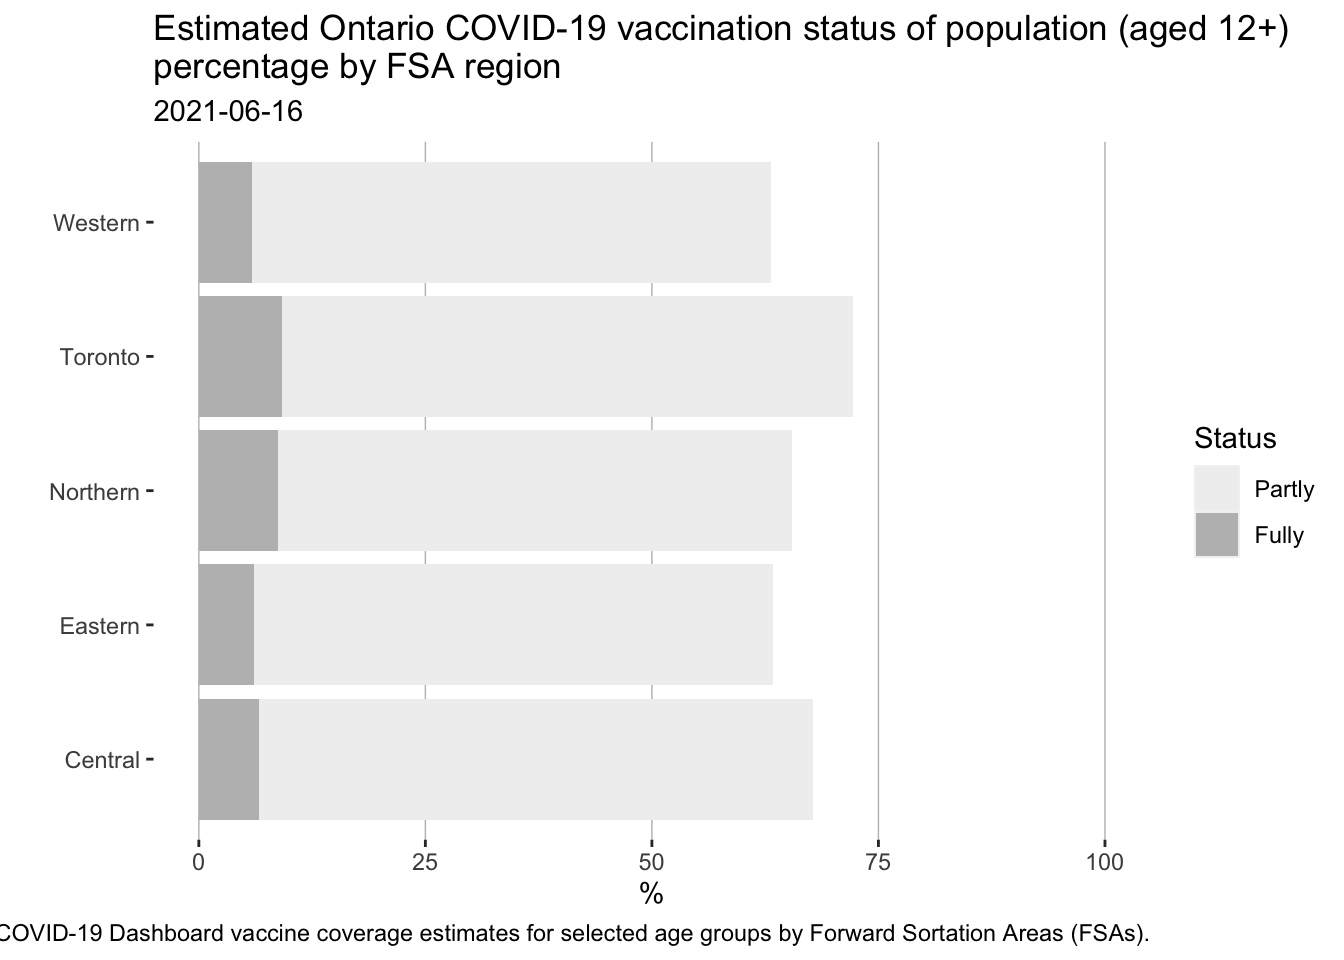 Estimated Ontario COVID-19 vaccination status of population (aged 12+)
percentage by FSA region
2021-06-16
Western
Toronto
Northern
Eastern
Central
0 25 50 75 100
%
Status
Partly
Fully
COVID-19 Dashboard vaccine coverage estimates for selected age groups by Forward Sortation Areas (FSAs).